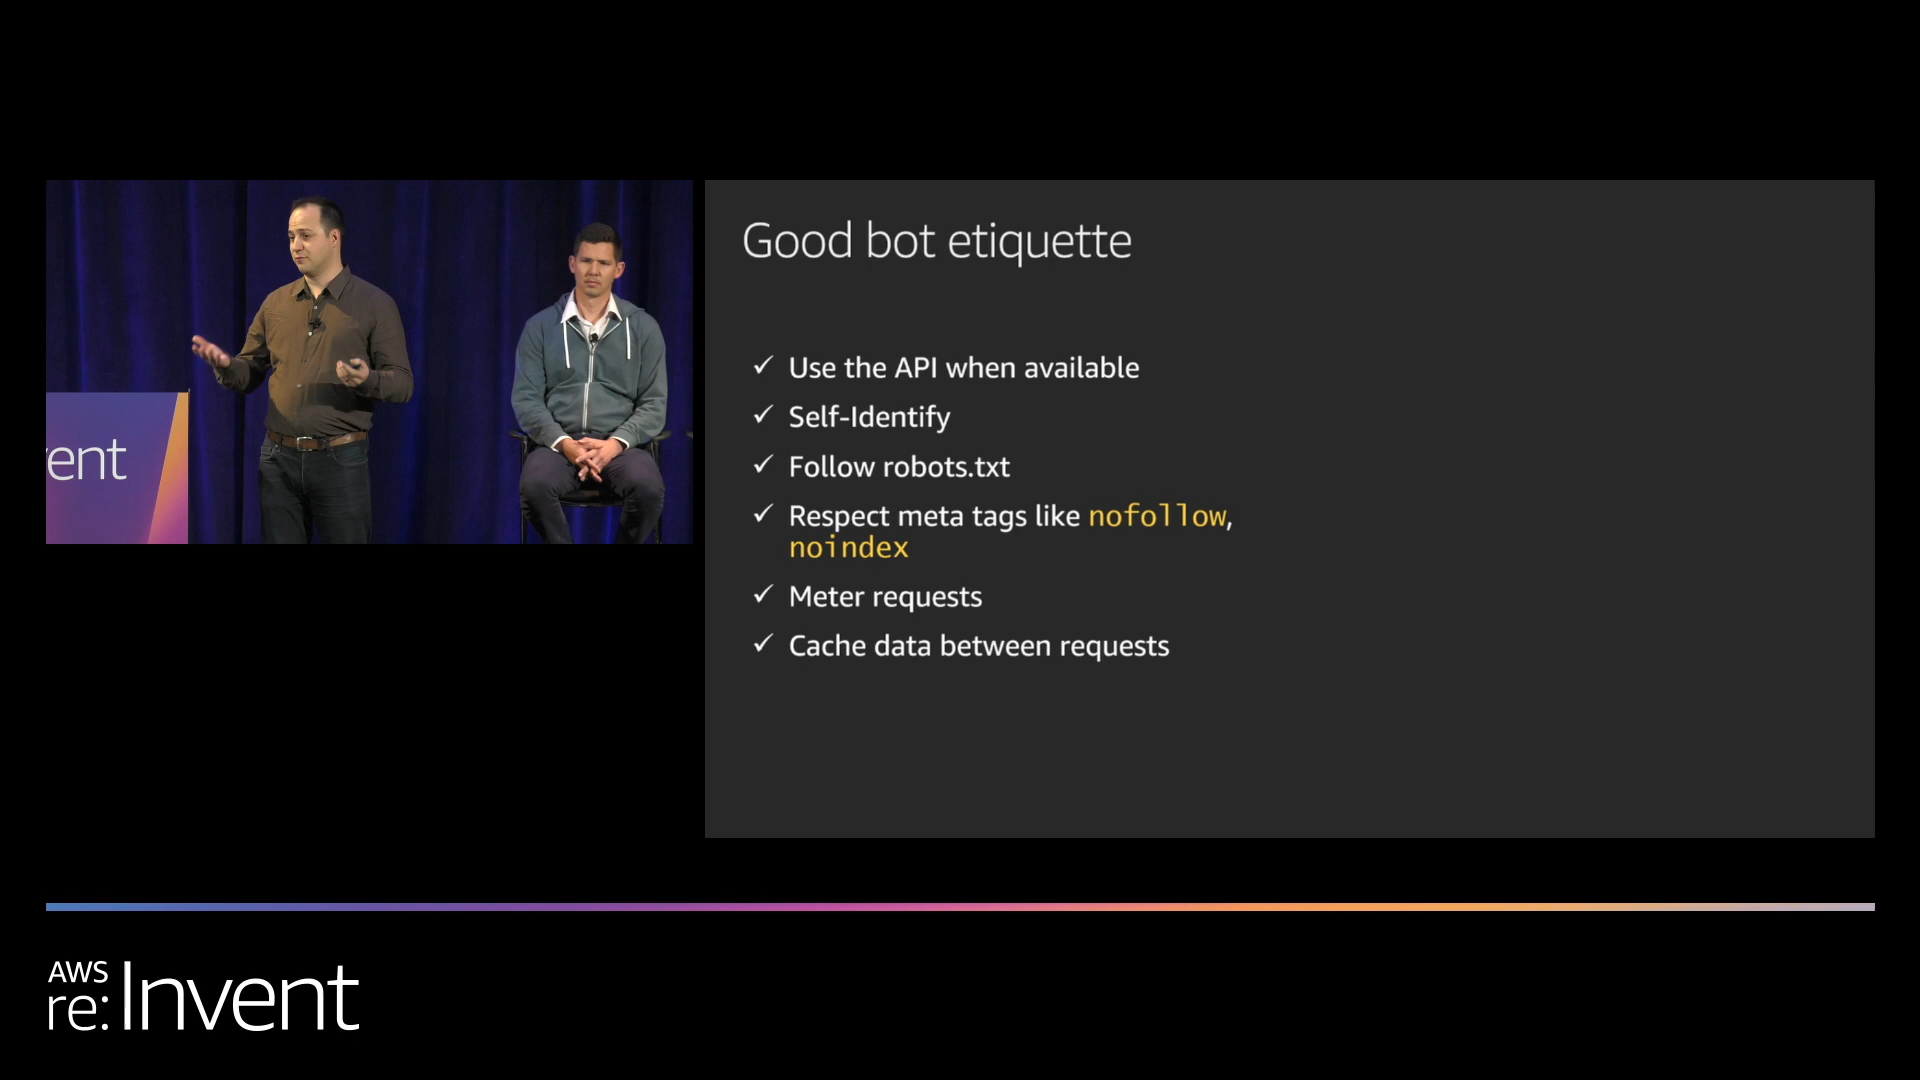 Good bot etiquette
✓ Use the API when available
✓ Self-Identify
✓ Follow robots.txt
✓ Respect meta tags like nofollow,
noindex
✓ Meter requests
✓ Cache data between requests
ent
AWS
re:Invent